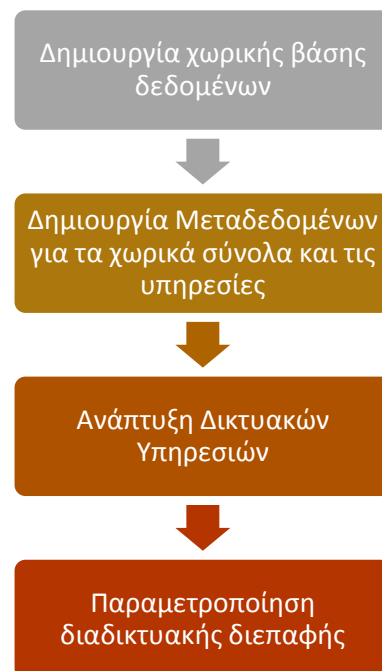 Δημιουργία χωρικής βάσης
δεδομένων
Δημιουργία Μεταδεδομένων
για τα χωρικά σύνολα και τις
υπηρεσίες
Ανάπτυξη Δικτυακών
Υπηρεσιών
Παραμετροποίηση
διαδικτυακής διεπαφής